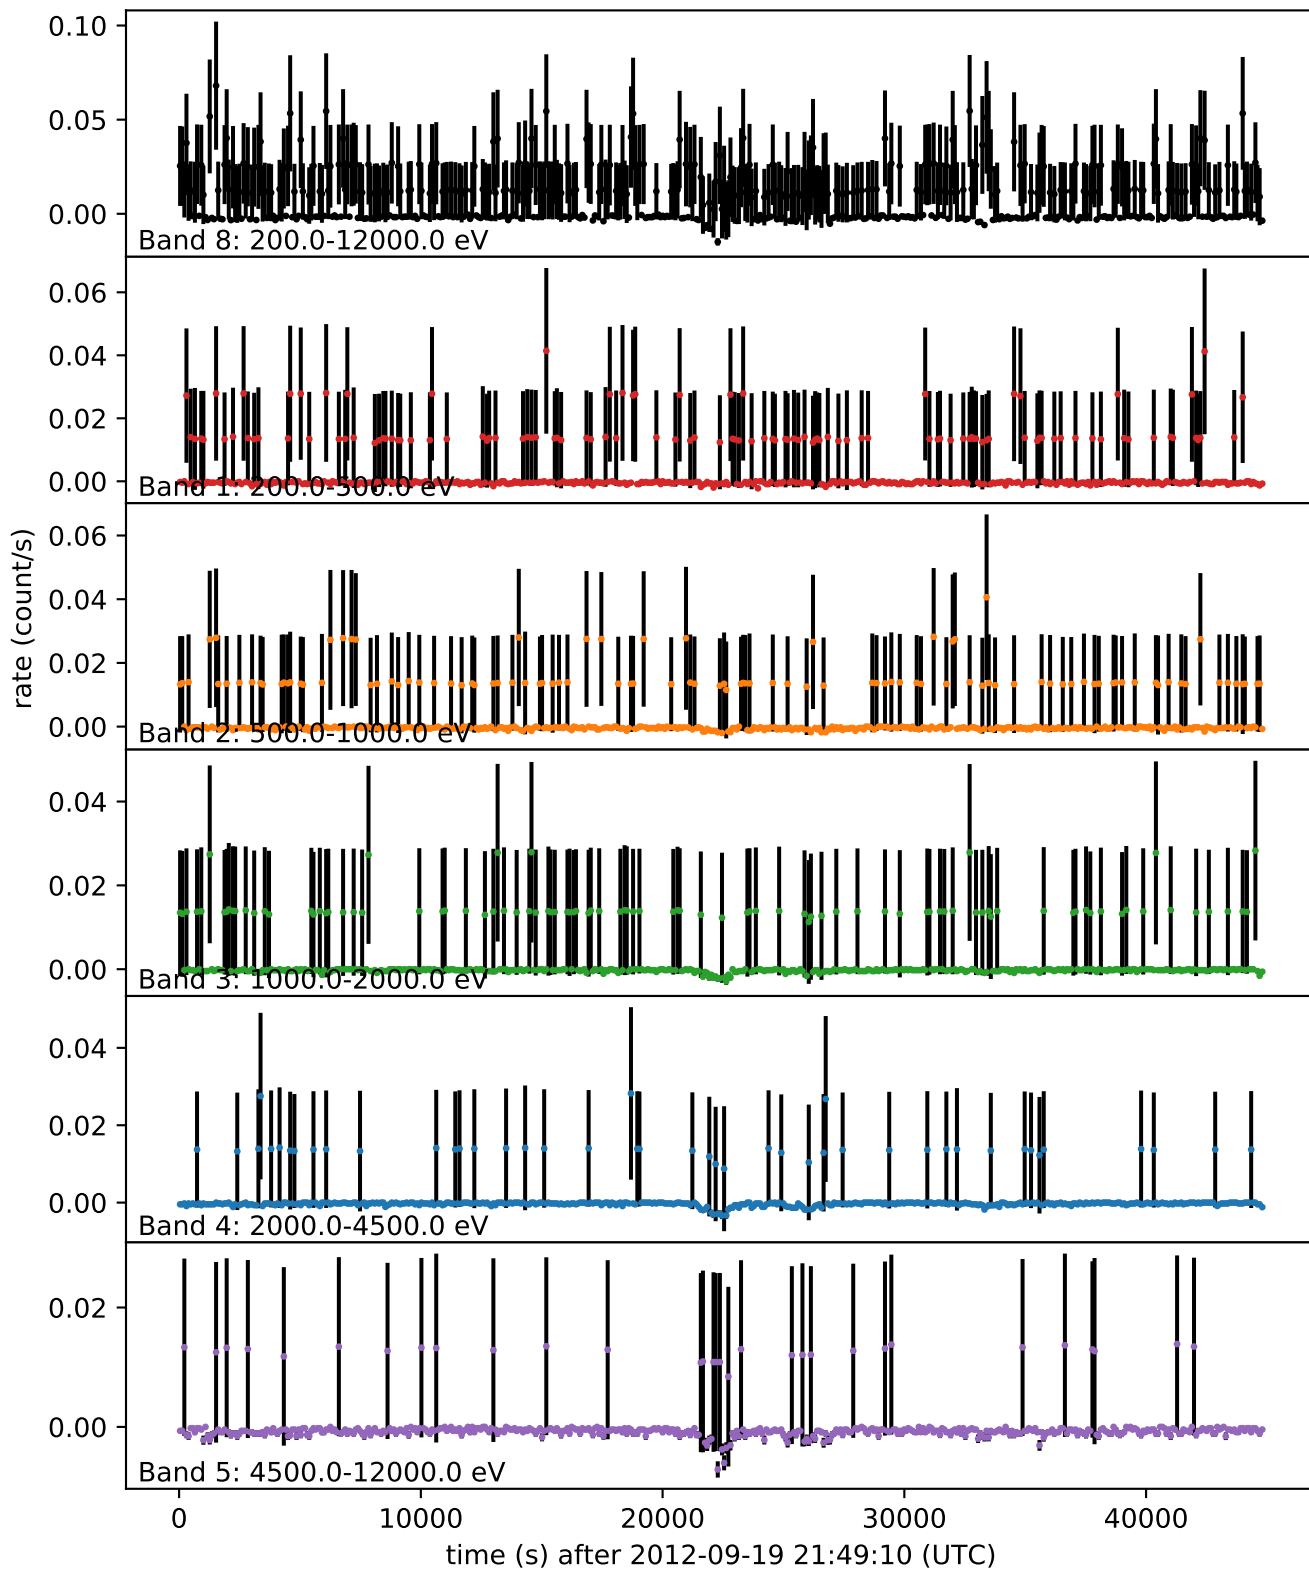 0.10
0.05
0.00
Band 8: 200.0-12000.0 eV
0.06
0.04
0.02
0.00
Band 1: 200.0-500.0 eV
0.06
0.04
0.02
0.00
Band 2: 500.0-1000.0 eV
rate (count/s)
0.04
0.02
0.00
Band 3: 1000.0-2000.0 eV
0.04
0.02
0.00
Band 4: 2000.0-4500.0 eV
0.02
0.00
Band 5: 4500.0-12000.0 eV
0 10000 20000 30000 40000
time (s) after 2012-09-19 21:49:10 (UTC)